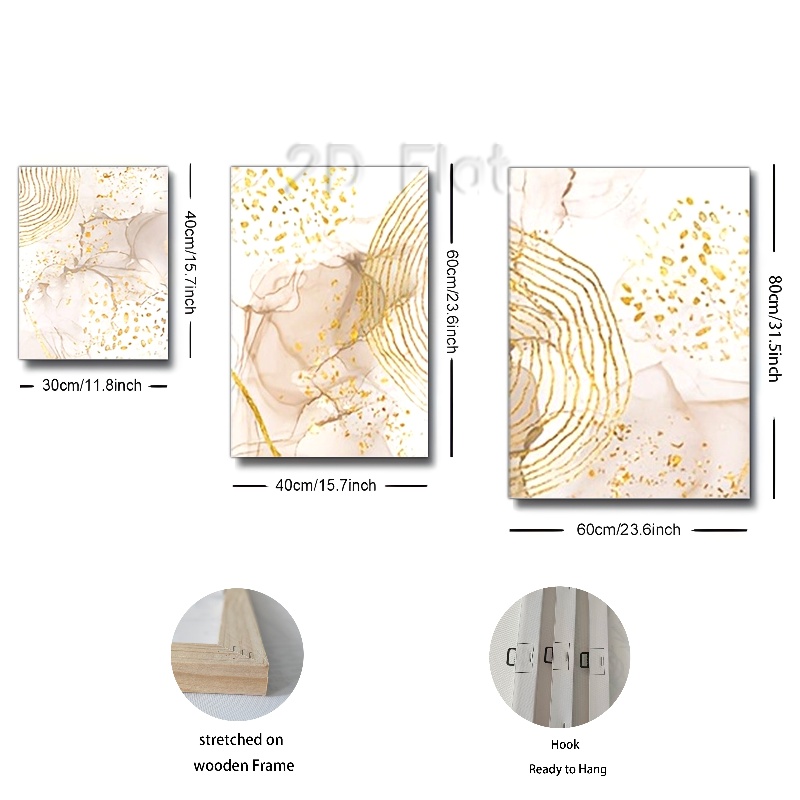 2D Flat
40cm/15.7inch
30cm/11.8inch
60cm/23.6inch
40cm/15.7inch
80cm/31.5inch
60cm/23.6inch
stretched on
wooden Frame
Hook
Ready to Hang